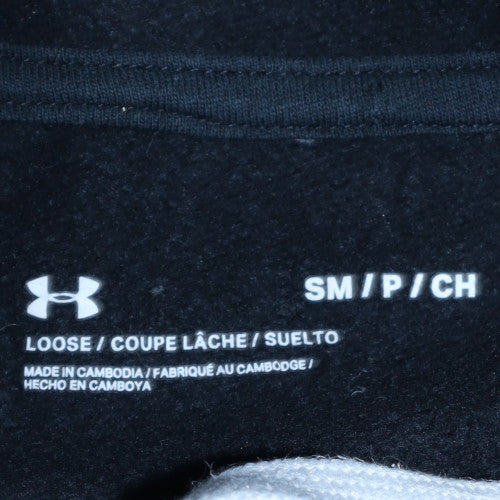 SM / P / CH
LOOSE / COUPE LÂCHE / SUELTO
MADE IN CAMBODIA / FABRIQUÉ AU CAMBODGE /
HECHO EN CAMBOYA